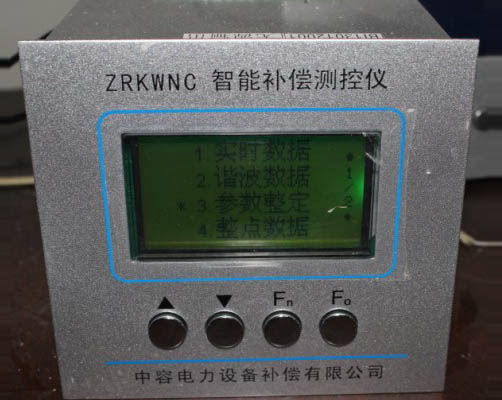 ZRKWNC 智能补偿测控仪
1 实时数据
2 谐波数据
* 3 参数整定
4 整点数据
1/2
▲ ▼ Fn Fo
中容电力设备补偿有限公司